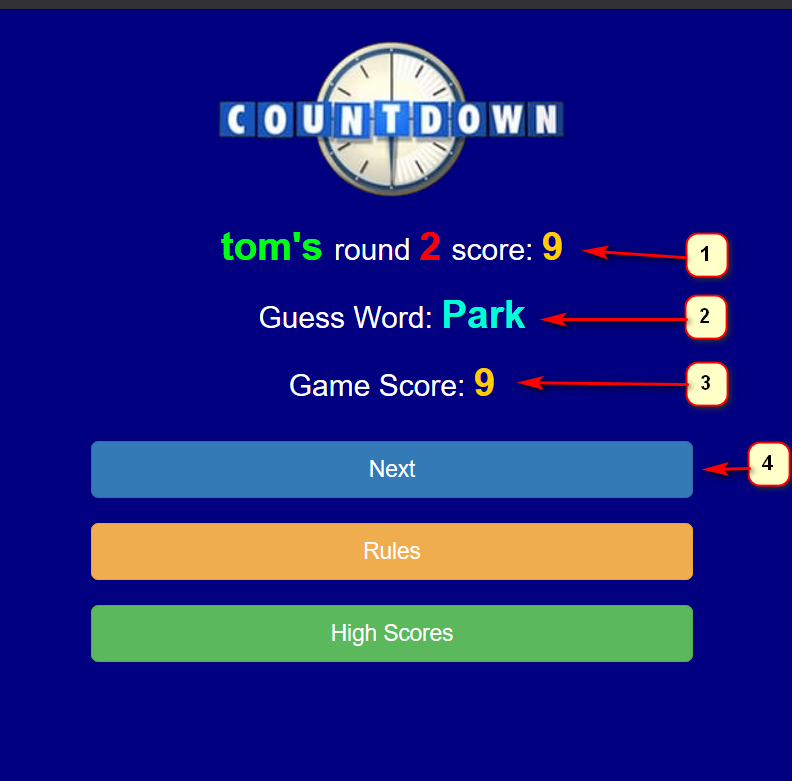 COUNTDOWN
tom's round 2 score: 9
1
Guess Word: Park
2
Game Score: 9
3
Next
4
Rules
High Scores